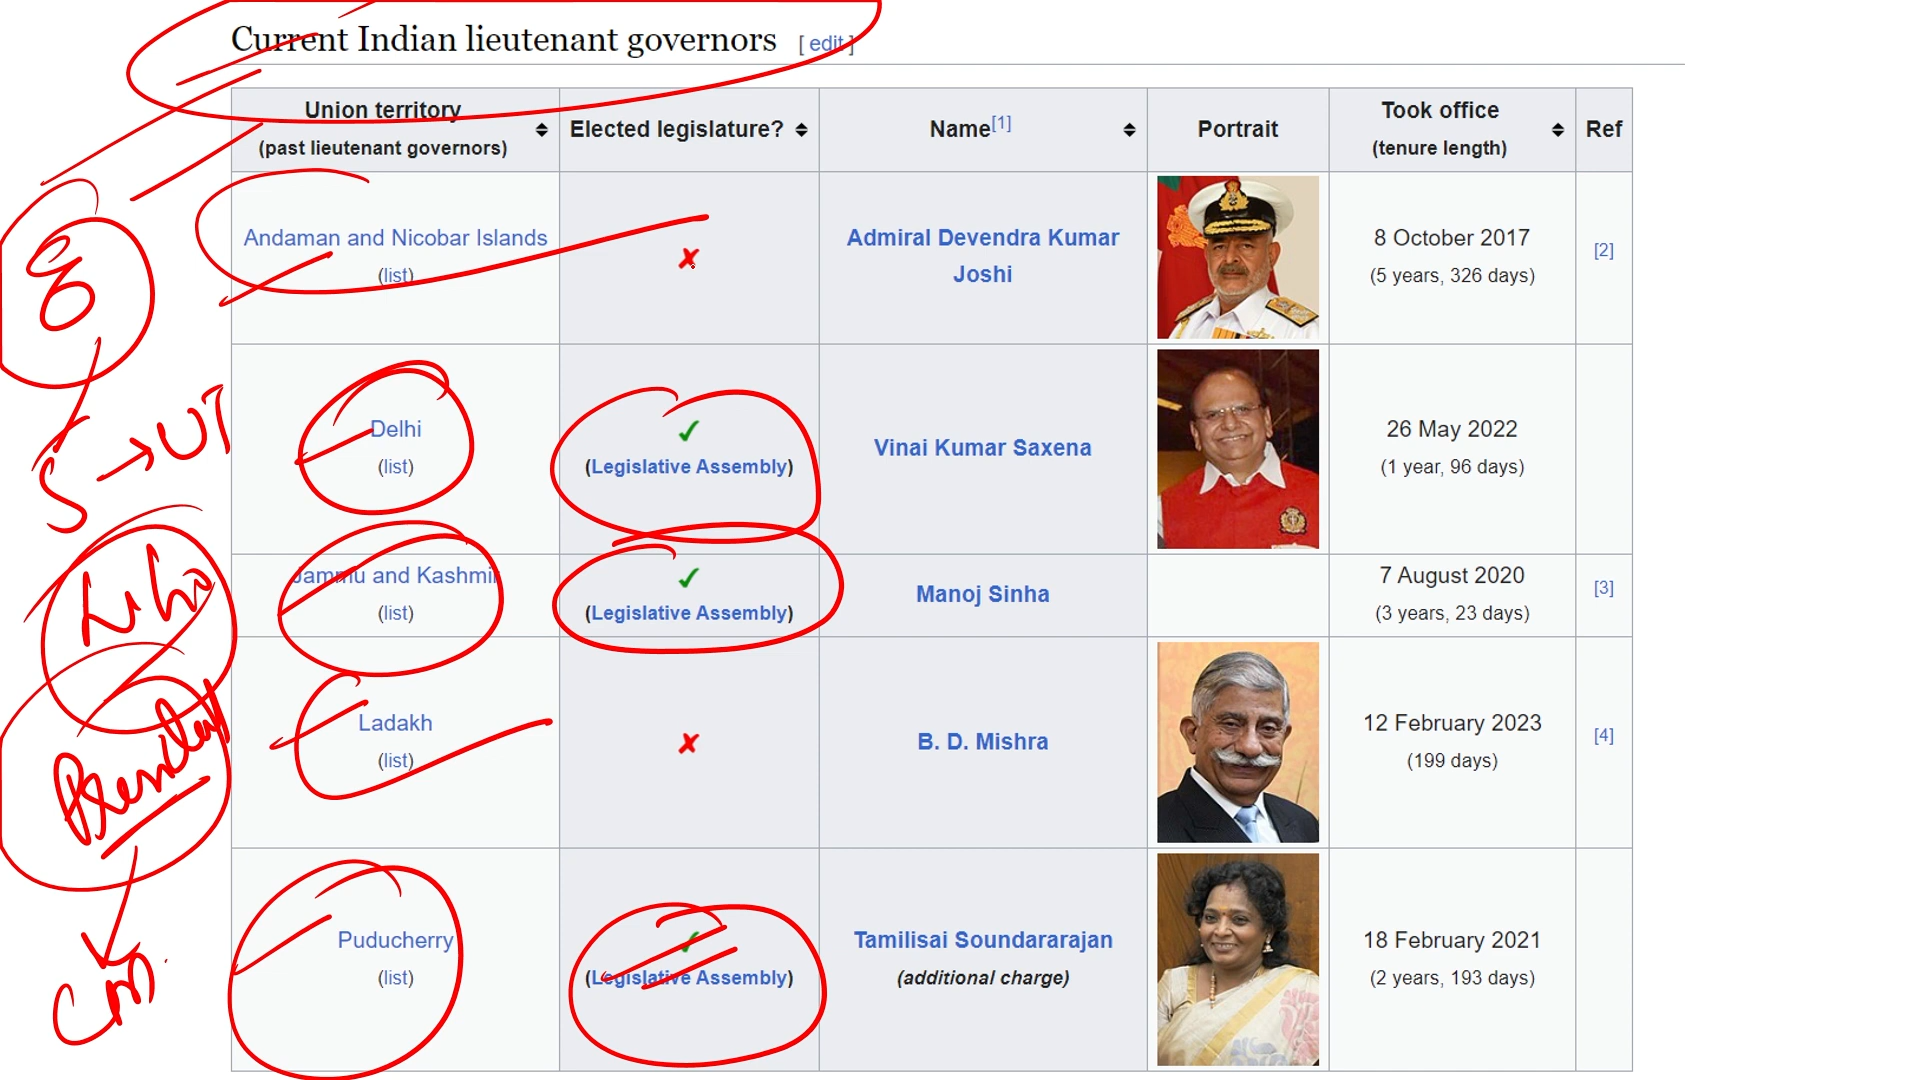 Current Indian lieutenant governors [ edit ]
Union territory
(past lieutenant governors)
Elected legislature?
Name[1]
Portrait
Took office
(tenure length)
Ref
Andaman and Nicobar Islands
(list)
Admiral Devendra Kumar
Joshi
8 October 2017
(5 years, 326 days)
[2]
8
S → UT
Delhi
(list)
✓
(Legislative Assembly)
Vinai Kumar Saxena
26 May 2022
(1 year, 96 days)
Jammu and Kashmir
(list)
✓
(Legislative Assembly)
Manoj Sinha
7 August 2020
(3 years, 23 days)
[3]
Ladakh
(list)
B. D. Mishra
12 February 2023
(199 days)
[4]
President
CM
Puducherry
(list)
✓
(Legislative Assembly)
Tamilisai Soundararajan
(additional charge)
18 February 2021
(2 years, 193 days)